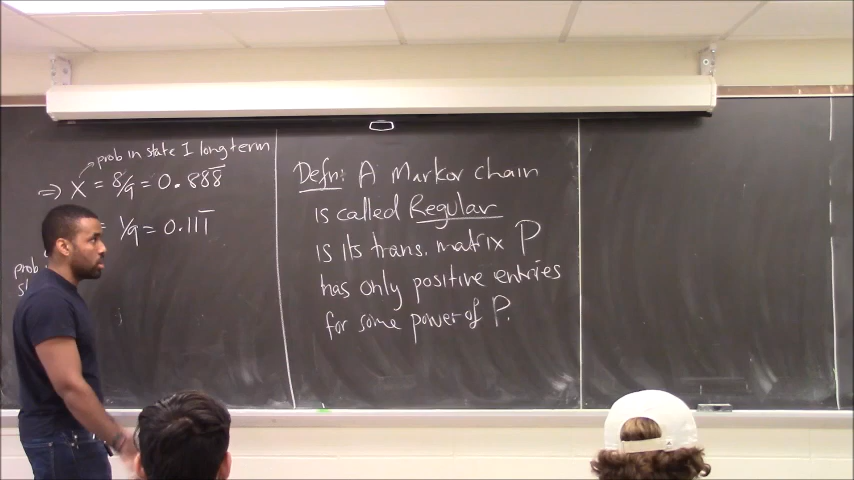 prob in state I long term
⇒ X = 8/9 = 0.888̅
= 1/9 = 0.111̅
prob
Defn: A Markov chain
is called Regular
is its trans. matrix P
has only positive entries
for some power of P.